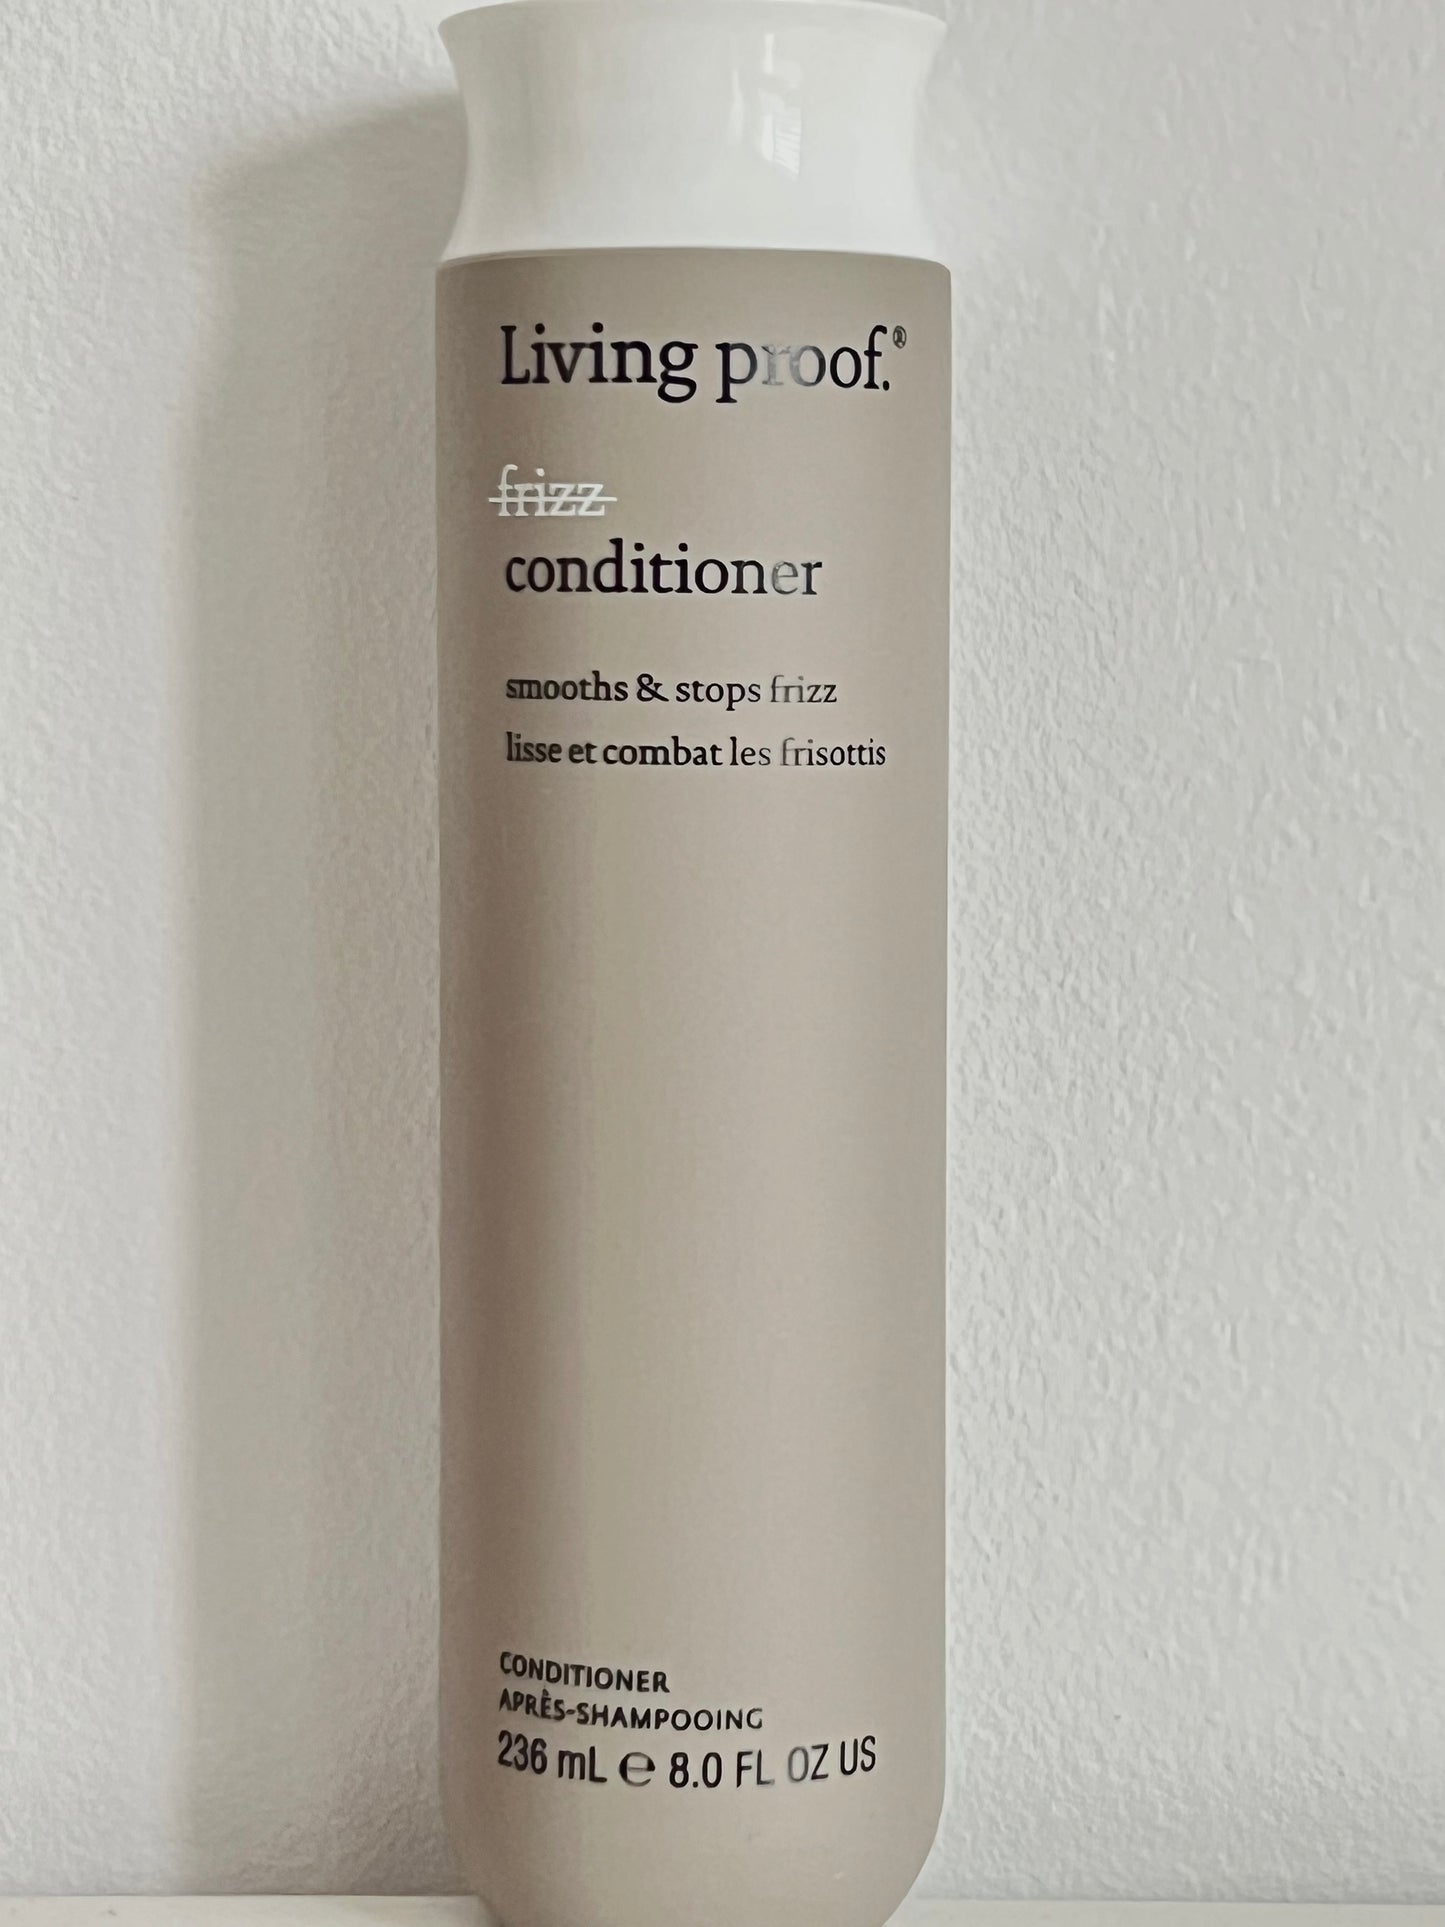 Living proof.®
frizz
conditioner
smooths & stops frizz
lisse et combat les frisottis
CONDITIONER
APRÈS-SHAMPOOING
236 mL ℮ 8.0 FL OZ US